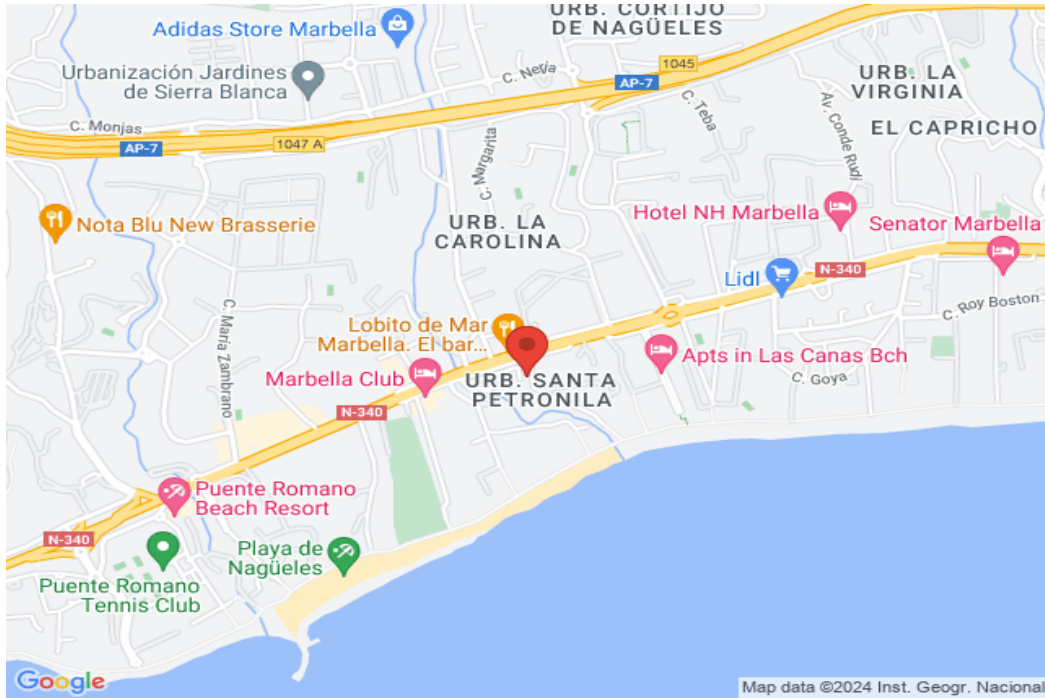 URB. CORTIJO
DE NAGÜELES
Adidas Store Marbella
1045
Urbanización Jardines
de Sierra Blanca
C. Nería
AP-7
URB. LA
VIRGINIA
C. Teba
Av. Conde Rudi
C. Monjas
AP-7
1047 A
EL CAPRICHO
C. Margarita
Nota Blu New Brasserie
URB. LA
CAROLINA
Hotel NH Marbella
Senator Marbella
Lidl
N-340
C. Roy Boston
C. María Zambrano
Lobito de Mar
Marbella. El bar...
Apts in Las Canas Bch
Marbella Club
URB. SANTA
PETRONILA
C. Goya
N-340
Puente Romano
Beach Resort
N-340
Playa de
Nagüeles
Puente Romano
Tennis Club
Google
Map data ©2024 Inst. Geogr. Nacional